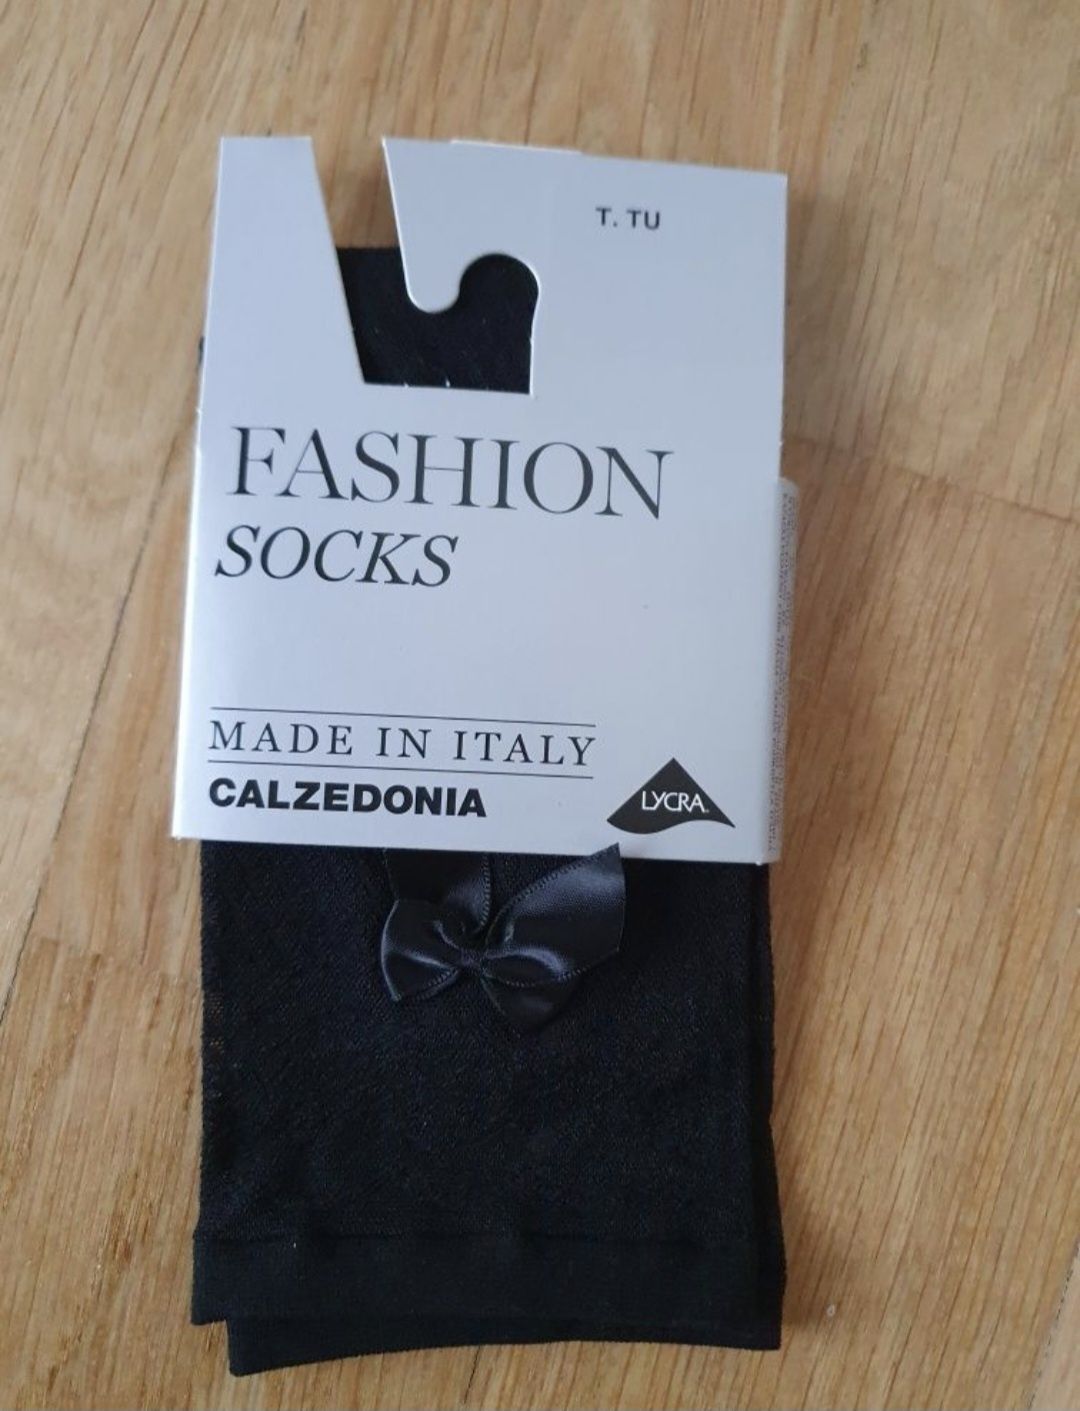 T. TU
FASHION
SOCKS
MADE IN ITALY
CALZEDONIA
LYCRA